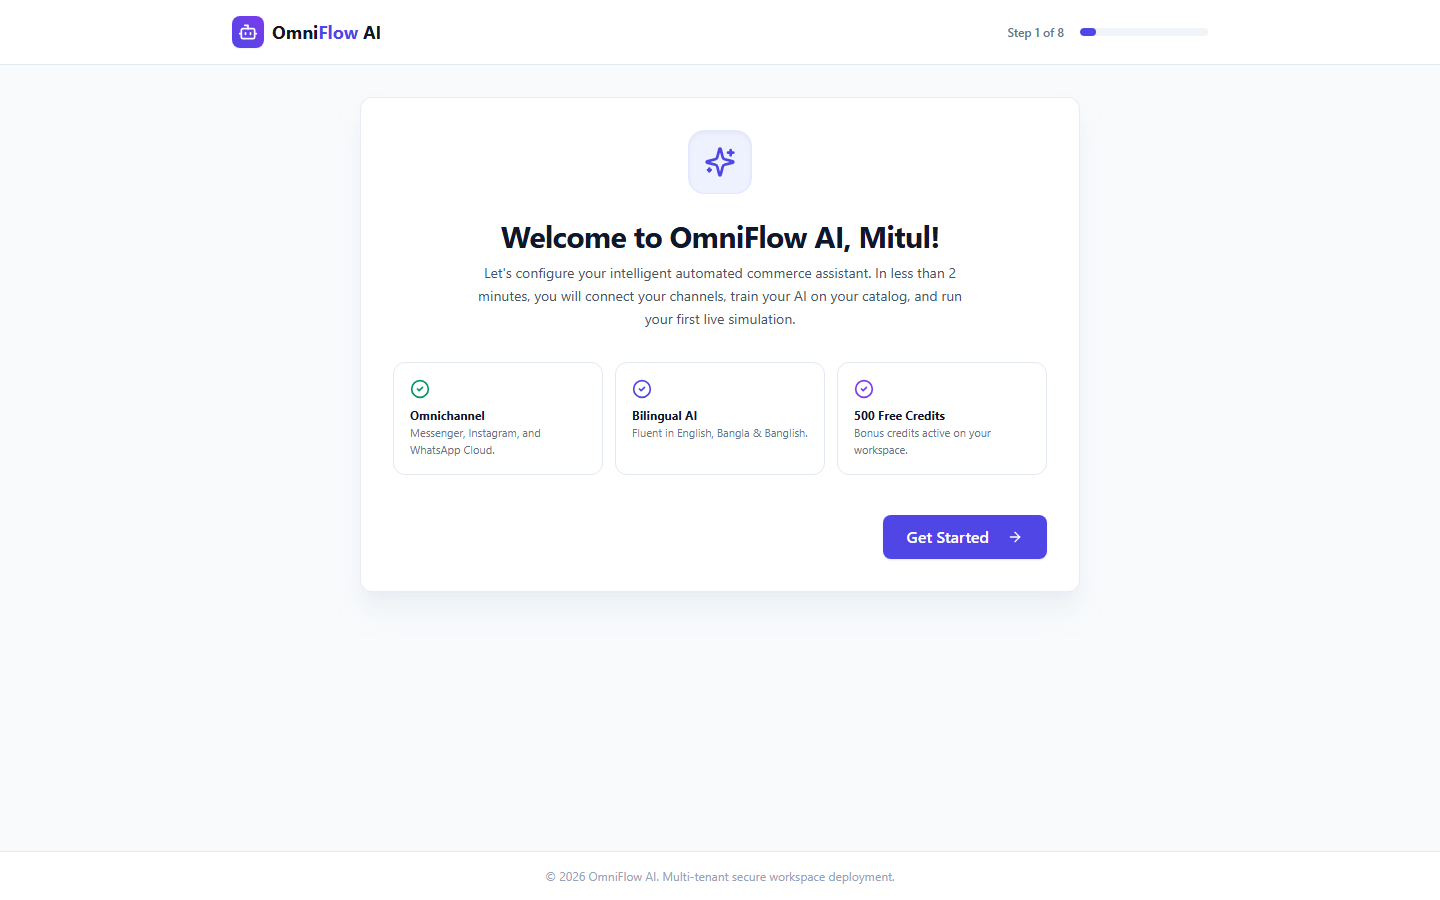 OmniFlow AI
Step 1 of 8
Welcome to OmniFlow AI, Mitul!
Let's configure your intelligent automated commerce assistant. In less than 2
minutes, you will connect your channels, train your AI on your catalog, and run
your first live simulation.
Omnichannel
Messenger, Instagram, and
WhatsApp Cloud.
Bilingual AI
Fluent in English, Bangla & Banglish.
500 Free Credits
Bonus credits active on your
workspace.
Get Started
© 2026 OmniFlow AI. Multi-tenant secure workspace deployment.